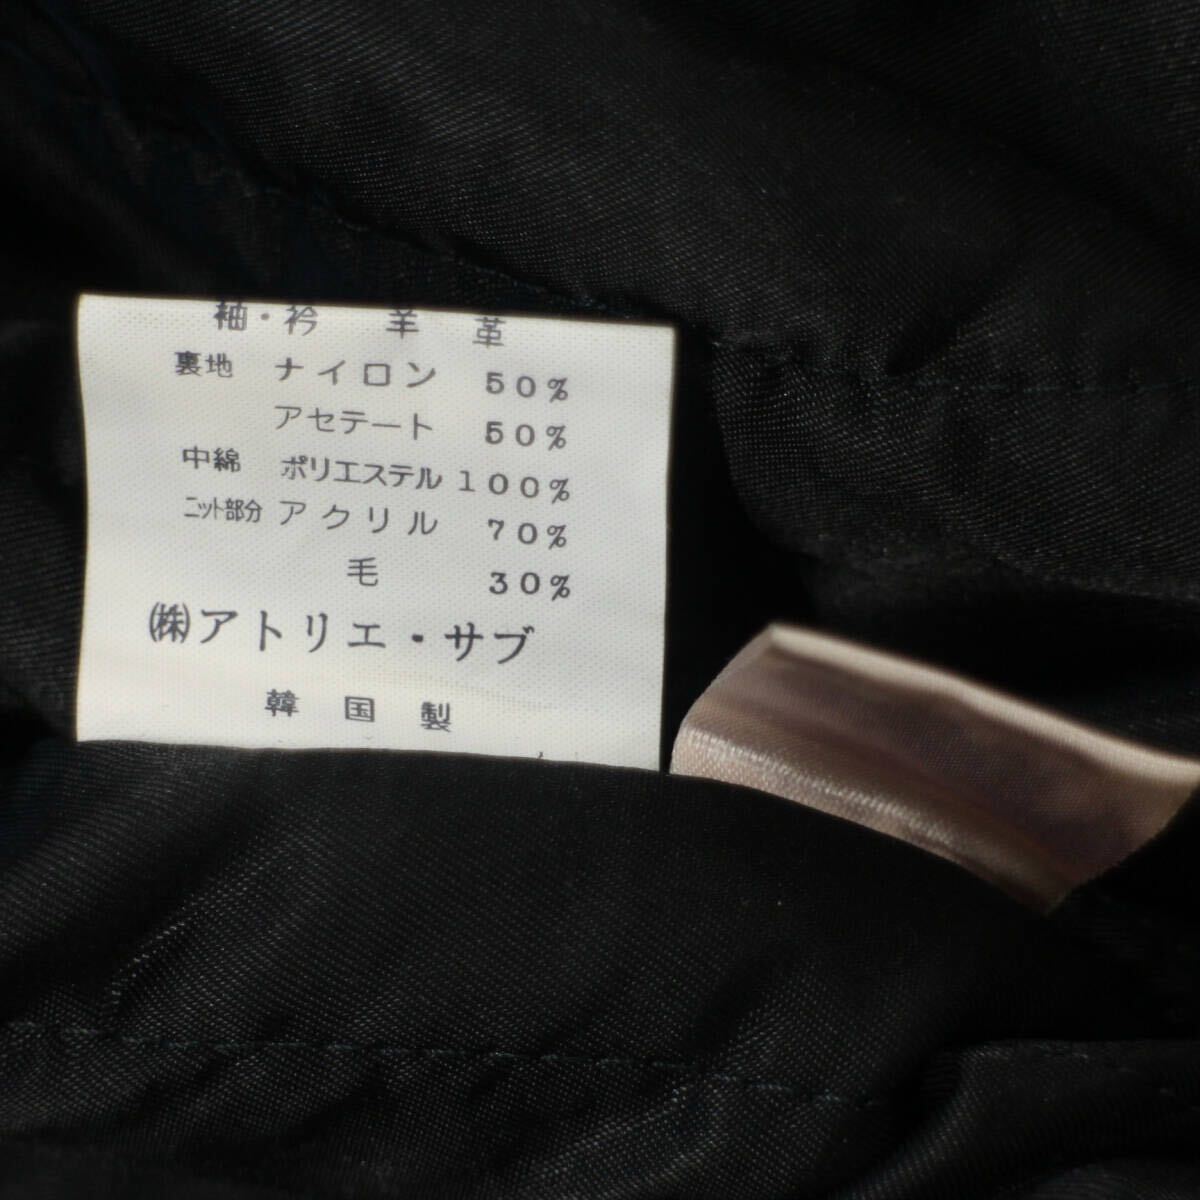 袖・衿　羊　革
裏地 ナイロン 50%
アセテート 50%
中綿 ポリエステル 100%
ニット部分 アクリル 70%
毛 30%
㈱アトリエ・サブ
韓国製